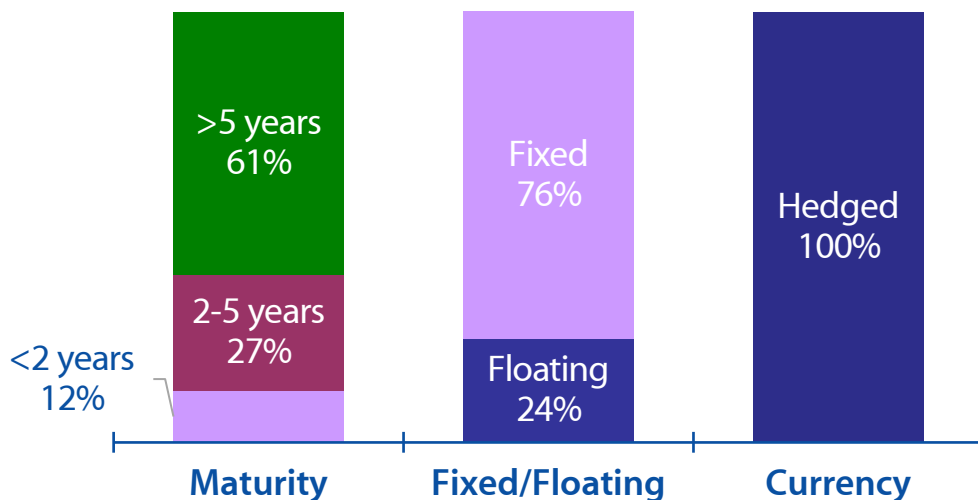 >5 years
61%
2-5 years
27%
<2 years
12%
Fixed
76%
Floating
24%
Hedged
100%
Maturity
Fixed/Floating
Currency